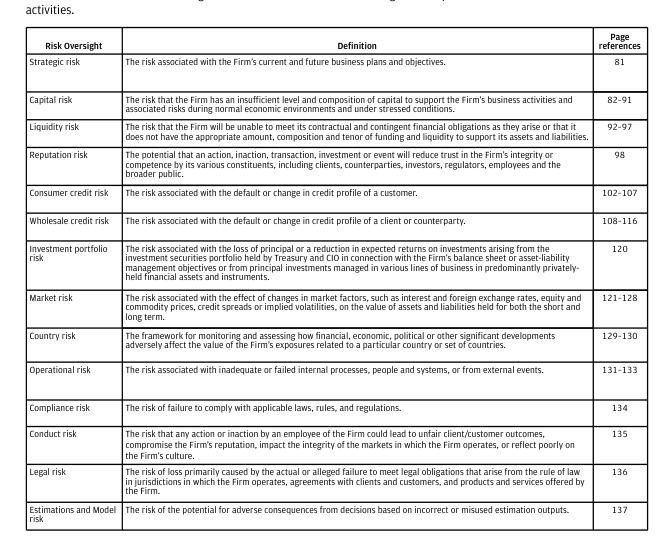 activities.
Risk Oversight Definition Page references
Strategic risk The risk associated with the Firm's current and future business plans and objectives. 81
Capital risk The risk that the Firm has an insufficient level and composition of capital to support the Firm's business activities and 82-91
associated risks during normal economic environments and under stressed conditions.
Liquidity risk The risk that the Firm will be unable to meet its contractual and contingent financial obligations as they arise or that it 92-97
does not have the appropriate amount, composition and tenor of funding and liquidity to support its assets and liabilities.
Reputation risk The potential that an action, inaction, transaction, investment or event will reduce trust in the Firm's integrity or 98
competence by its various constituents, including clients, counterparties, investors, regulators, employees and the
broader public.
Consumer credit risk The risk associated with the default or change in credit profile of a customer. 102-107
Wholesale credit risk The risk associated with the default or change in credit profile of a client or counterparty. 108-116
Investment portfolio The risk associated with the loss of principal or a reduction in expected returns on investments arising from the 120
risk investment securities portfolio held by Treasury and CIO in connection with the Firm's balance sheet or asset-liability
management objectives or from principal investments managed in various lines of business in predominantly privately-
held financial assets and instruments.
Market risk The risk associated with the effect of changes in market factors, such as interest and foreign exchange rates, equity and 121-128
commodity prices, credit spreads or implied volatilities, on the value of assets and liabilities held for both the short and
long term.
Country risk The framework for monitoring and assessing how financial, economic, political or other significant developments 129-130
adversely affect the value of the Firm's exposures related to a particular country or set of countries.
Operational risk The risk associated with inadequate or failed internal processes, people and systems, or from external events. 131-133
Compliance risk The risk of failure to comply with applicable laws, rules, and regulations. 134
Conduct risk The risk that any action or inaction by an employee of the Firm could lead to unfair client/customer outcomes, 135
compromise the Firm's reputation, impact the integrity of the markets in which the Firm operates, or reflect poorly on
the Firm's culture.
Legal risk The risk of loss primarily caused by the actual or alleged failure to meet legal obligations that arise from the rule of law 136
in jurisdictions in which the Firm operates, agreements with clients and customers, and products and services offered by
the Firm.
Estimations and Model The risk of the potential for adverse consequences from decisions based on incorrect or misused estimation outputs. 137
risk